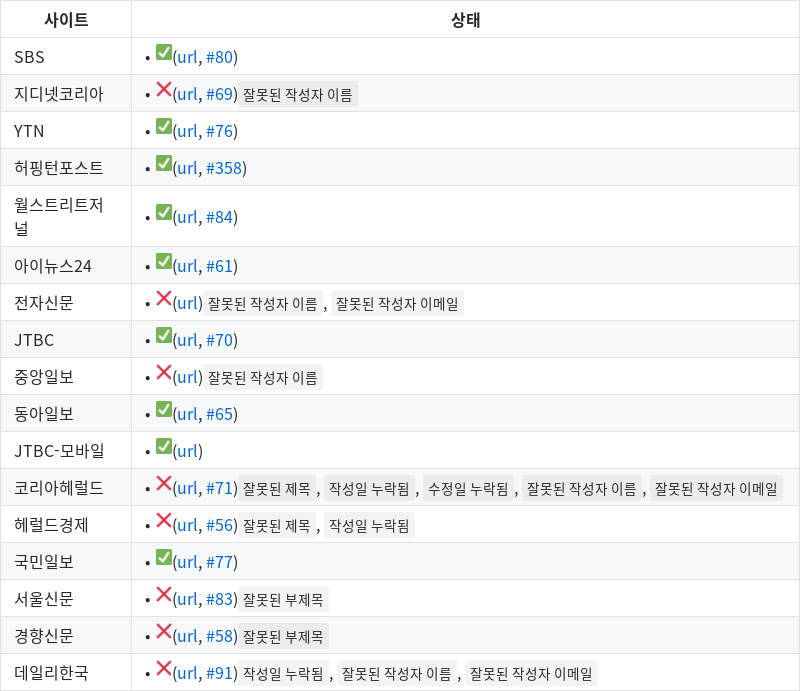 사이트 상태
SBS • ✅(url, #80)
지디넷코리아 • ❌(url, #69) 잘못된 작성자 이름
YTN • ✅(url, #76)
허핑턴포스트 • ✅(url, #358)
월스트리트저
널 • ✅(url, #84)
아이뉴스24 • ✅(url, #61)
전자신문 • ❌(url) 잘못된 작성자 이름 , 잘못된 작성자 이메일
JTBC • ✅(url, #70)
중앙일보 • ❌(url) 잘못된 작성자 이름
동아일보 • ✅(url, #65)
JTBC-모바일 • ✅(url)
코리아헤럴드 • ❌(url, #71) 잘못된 제목 , 작성일 누락됨 , 수정일 누락됨 , 잘못된 작성자 이름 , 잘못된 작성자 이메일
헤럴드경제 • ❌(url, #56) 잘못된 제목 , 작성일 누락됨
국민일보 • ✅(url, #77)
서울신문 • ❌(url, #83) 잘못된 부제목
경향신문 • ❌(url, #58) 잘못된 부제목
데일리한국 • ❌(url, #91) 작성일 누락됨 , 잘못된 작성자 이름 , 잘못된 작성자 이메일